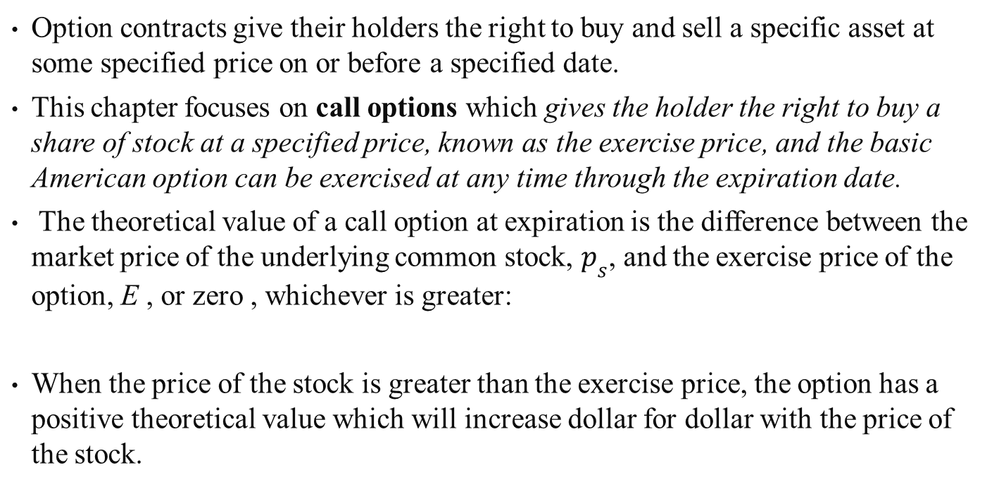 • Option contracts give their holders the right to buy and sell a specific asset at
some specified price on or before a specified date.
• This chapter focuses on call options which gives the holder the right to buy a
share of stock at a specified price, known as the exercise price, and the basic
American option can be exercised at any time through the expiration date.
• The theoretical value of a call option at expiration is the difference between the
market price of the underlying common stock, pₛ, and the exercise price of the
option, E , or zero , whichever is greater:
• When the price of the stock is greater than the exercise price, the option has a
positive theoretical value which will increase dollar for dollar with the price of
the stock.